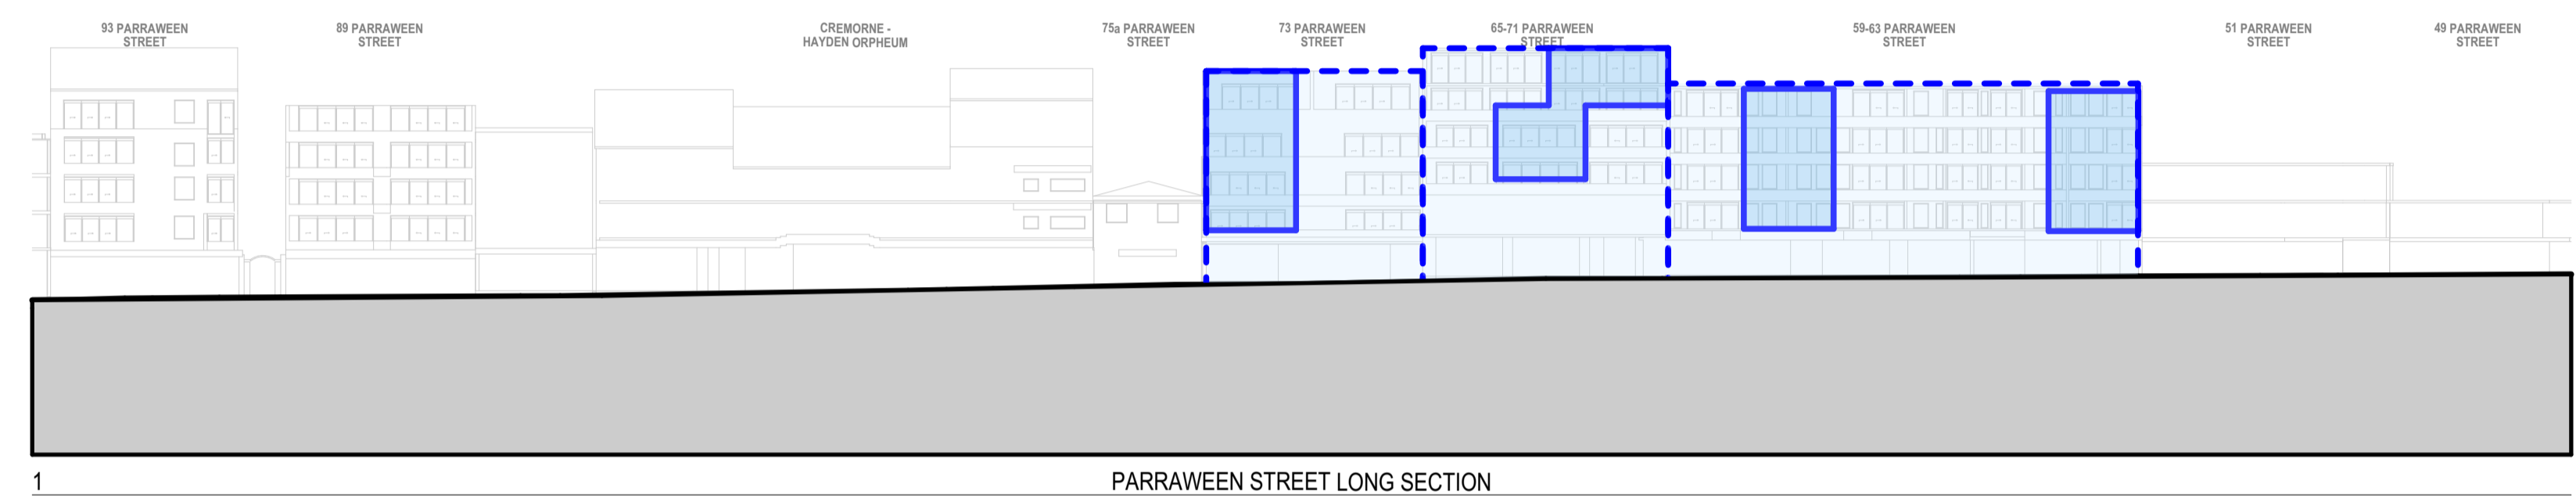 93 PARRAWEEN
STREET
89 PARRAWEEN
STREET
CREMORNE -
HAYDEN ORPHEUM
75a PARRAWEEN
STREET
73 PARRAWEEN
STREET
65-71 PARRAWEEN
STREET
59-63 PARRAWEEN
STREET
51 PARRAWEEN
STREET
49 PARRAWEEN
STREET
1
PARRAWEEN STREET LONG SECTION